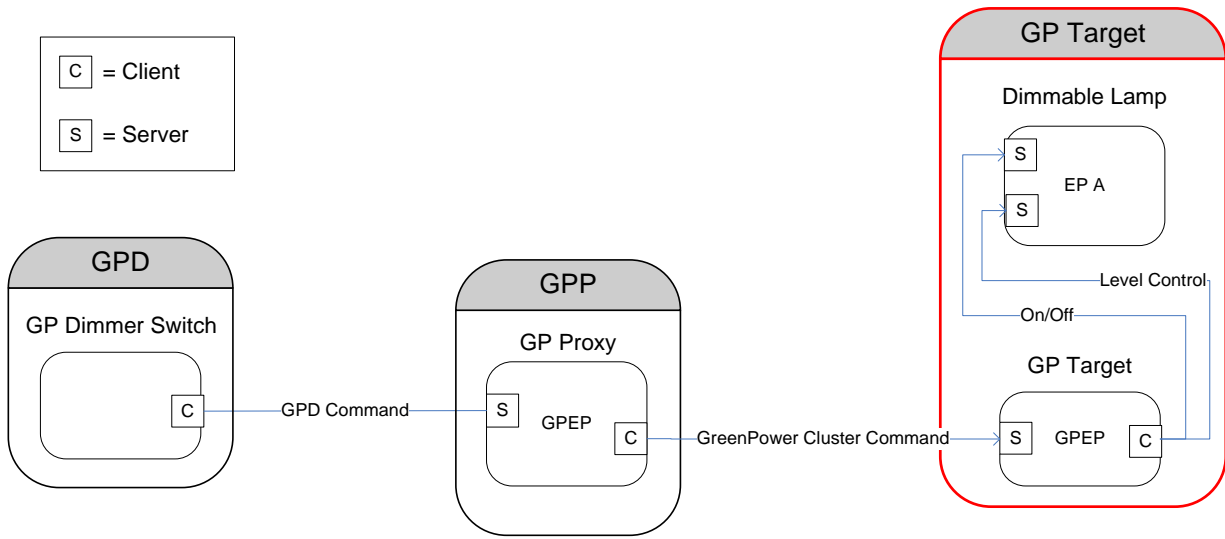 C = Client
S = Server
GPD
GP Dimmer Switch
C
GPD Command
GPP
GP Proxy
S
GPEP
C
GreenPower Cluster Command
GP Target
Dimmable Lamp
S
EP A
S
Level Control
On/Off
GP Target
S
GPEP
C